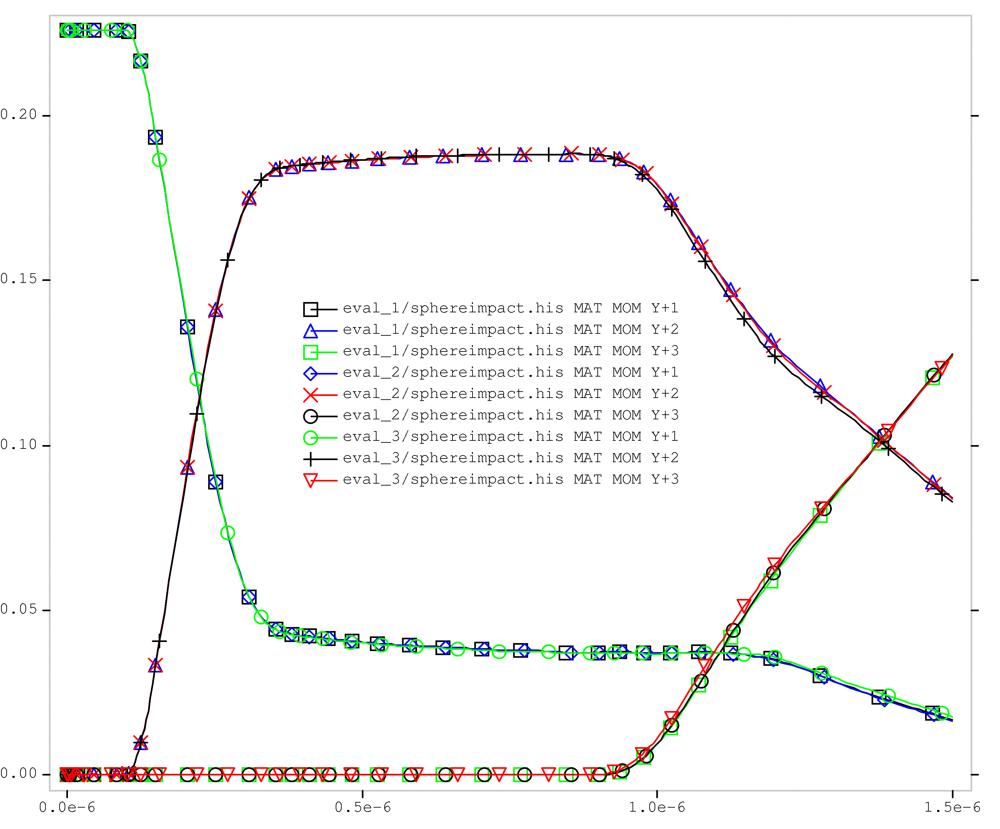 0.20
0.15
eval_1/sphereimpact.his MAT MOM Y+1
eval_1/sphereimpact.his MAT MOM Y+2
eval_1/sphereimpact.his MAT MOM Y+3
eval_2/sphereimpact.his MAT MOM Y+1
eval_2/sphereimpact.his MAT MOM Y+2
eval_2/sphereimpact.his MAT MOM Y+3
eval_3/sphereimpact.his MAT MOM Y+1
eval_3/sphereimpact.his MAT MOM Y+2
eval_3/sphereimpact.his MAT MOM Y+3
0.10
0.05
0.00
0.0e-6 0.5e-6 1.0e-6 1.5e-6